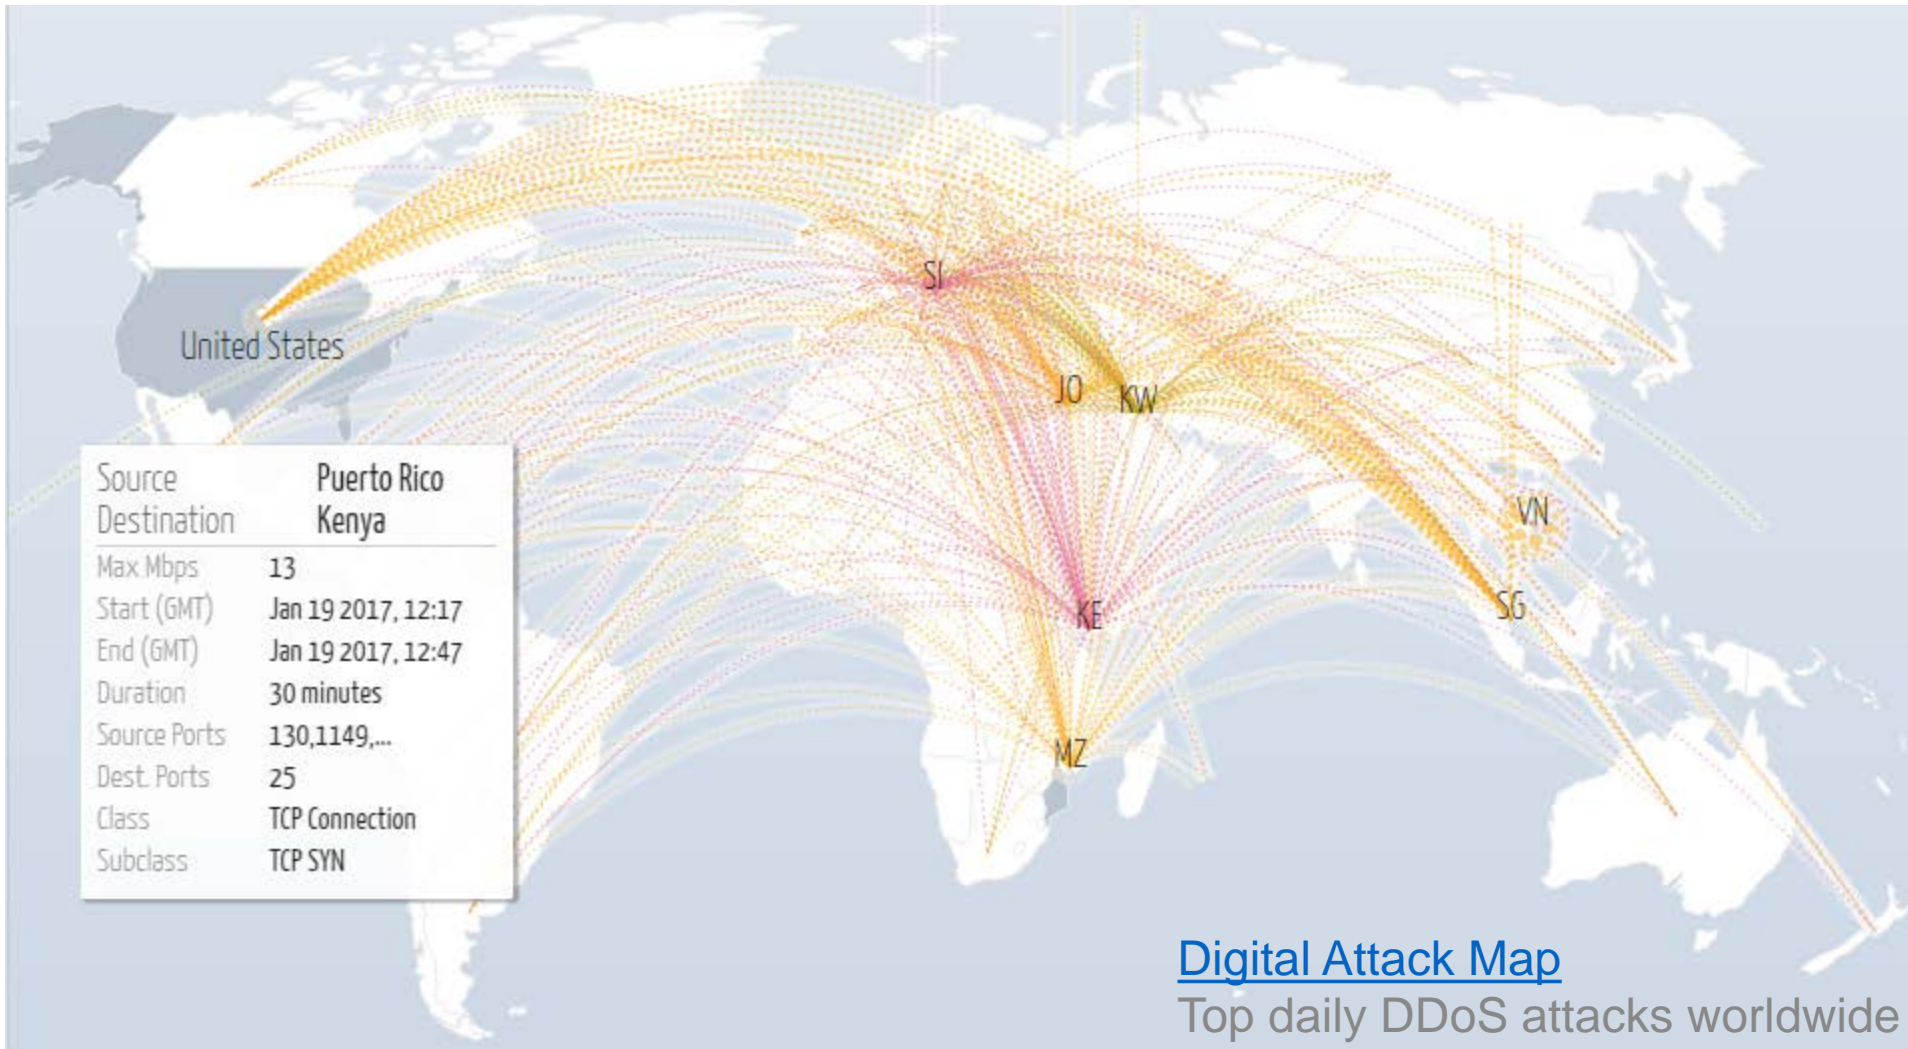 SI
United States
JO
KW
Source Puerto Rico
Destination Kenya
Max Mbps 13
Start (GMT) Jan 19 2017, 12:17
End (GMT) Jan 19 2017, 12:47
Duration 30 minutes
Source Ports 130,1149,...
Dest. Ports 25
Class TCP Connection
Subclass TCP SYN
VN
SG
KE
MZ
Digital Attack Map
Top daily DDoS attacks worldwide